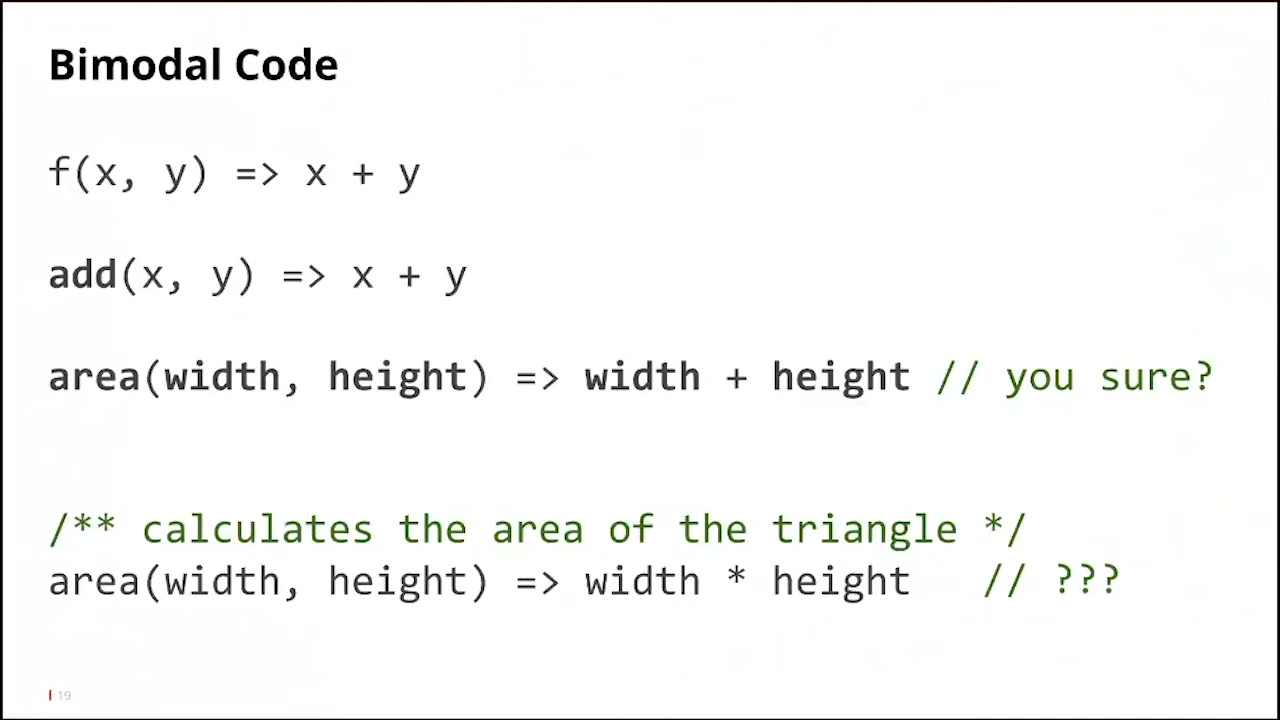 Bimodal Code
f(x, y) => x + y
add(x, y) => x + y
area(width, height) => width + height // you sure?
/** calculates the area of the triangle */
area(width, height) => width * height // ???
19